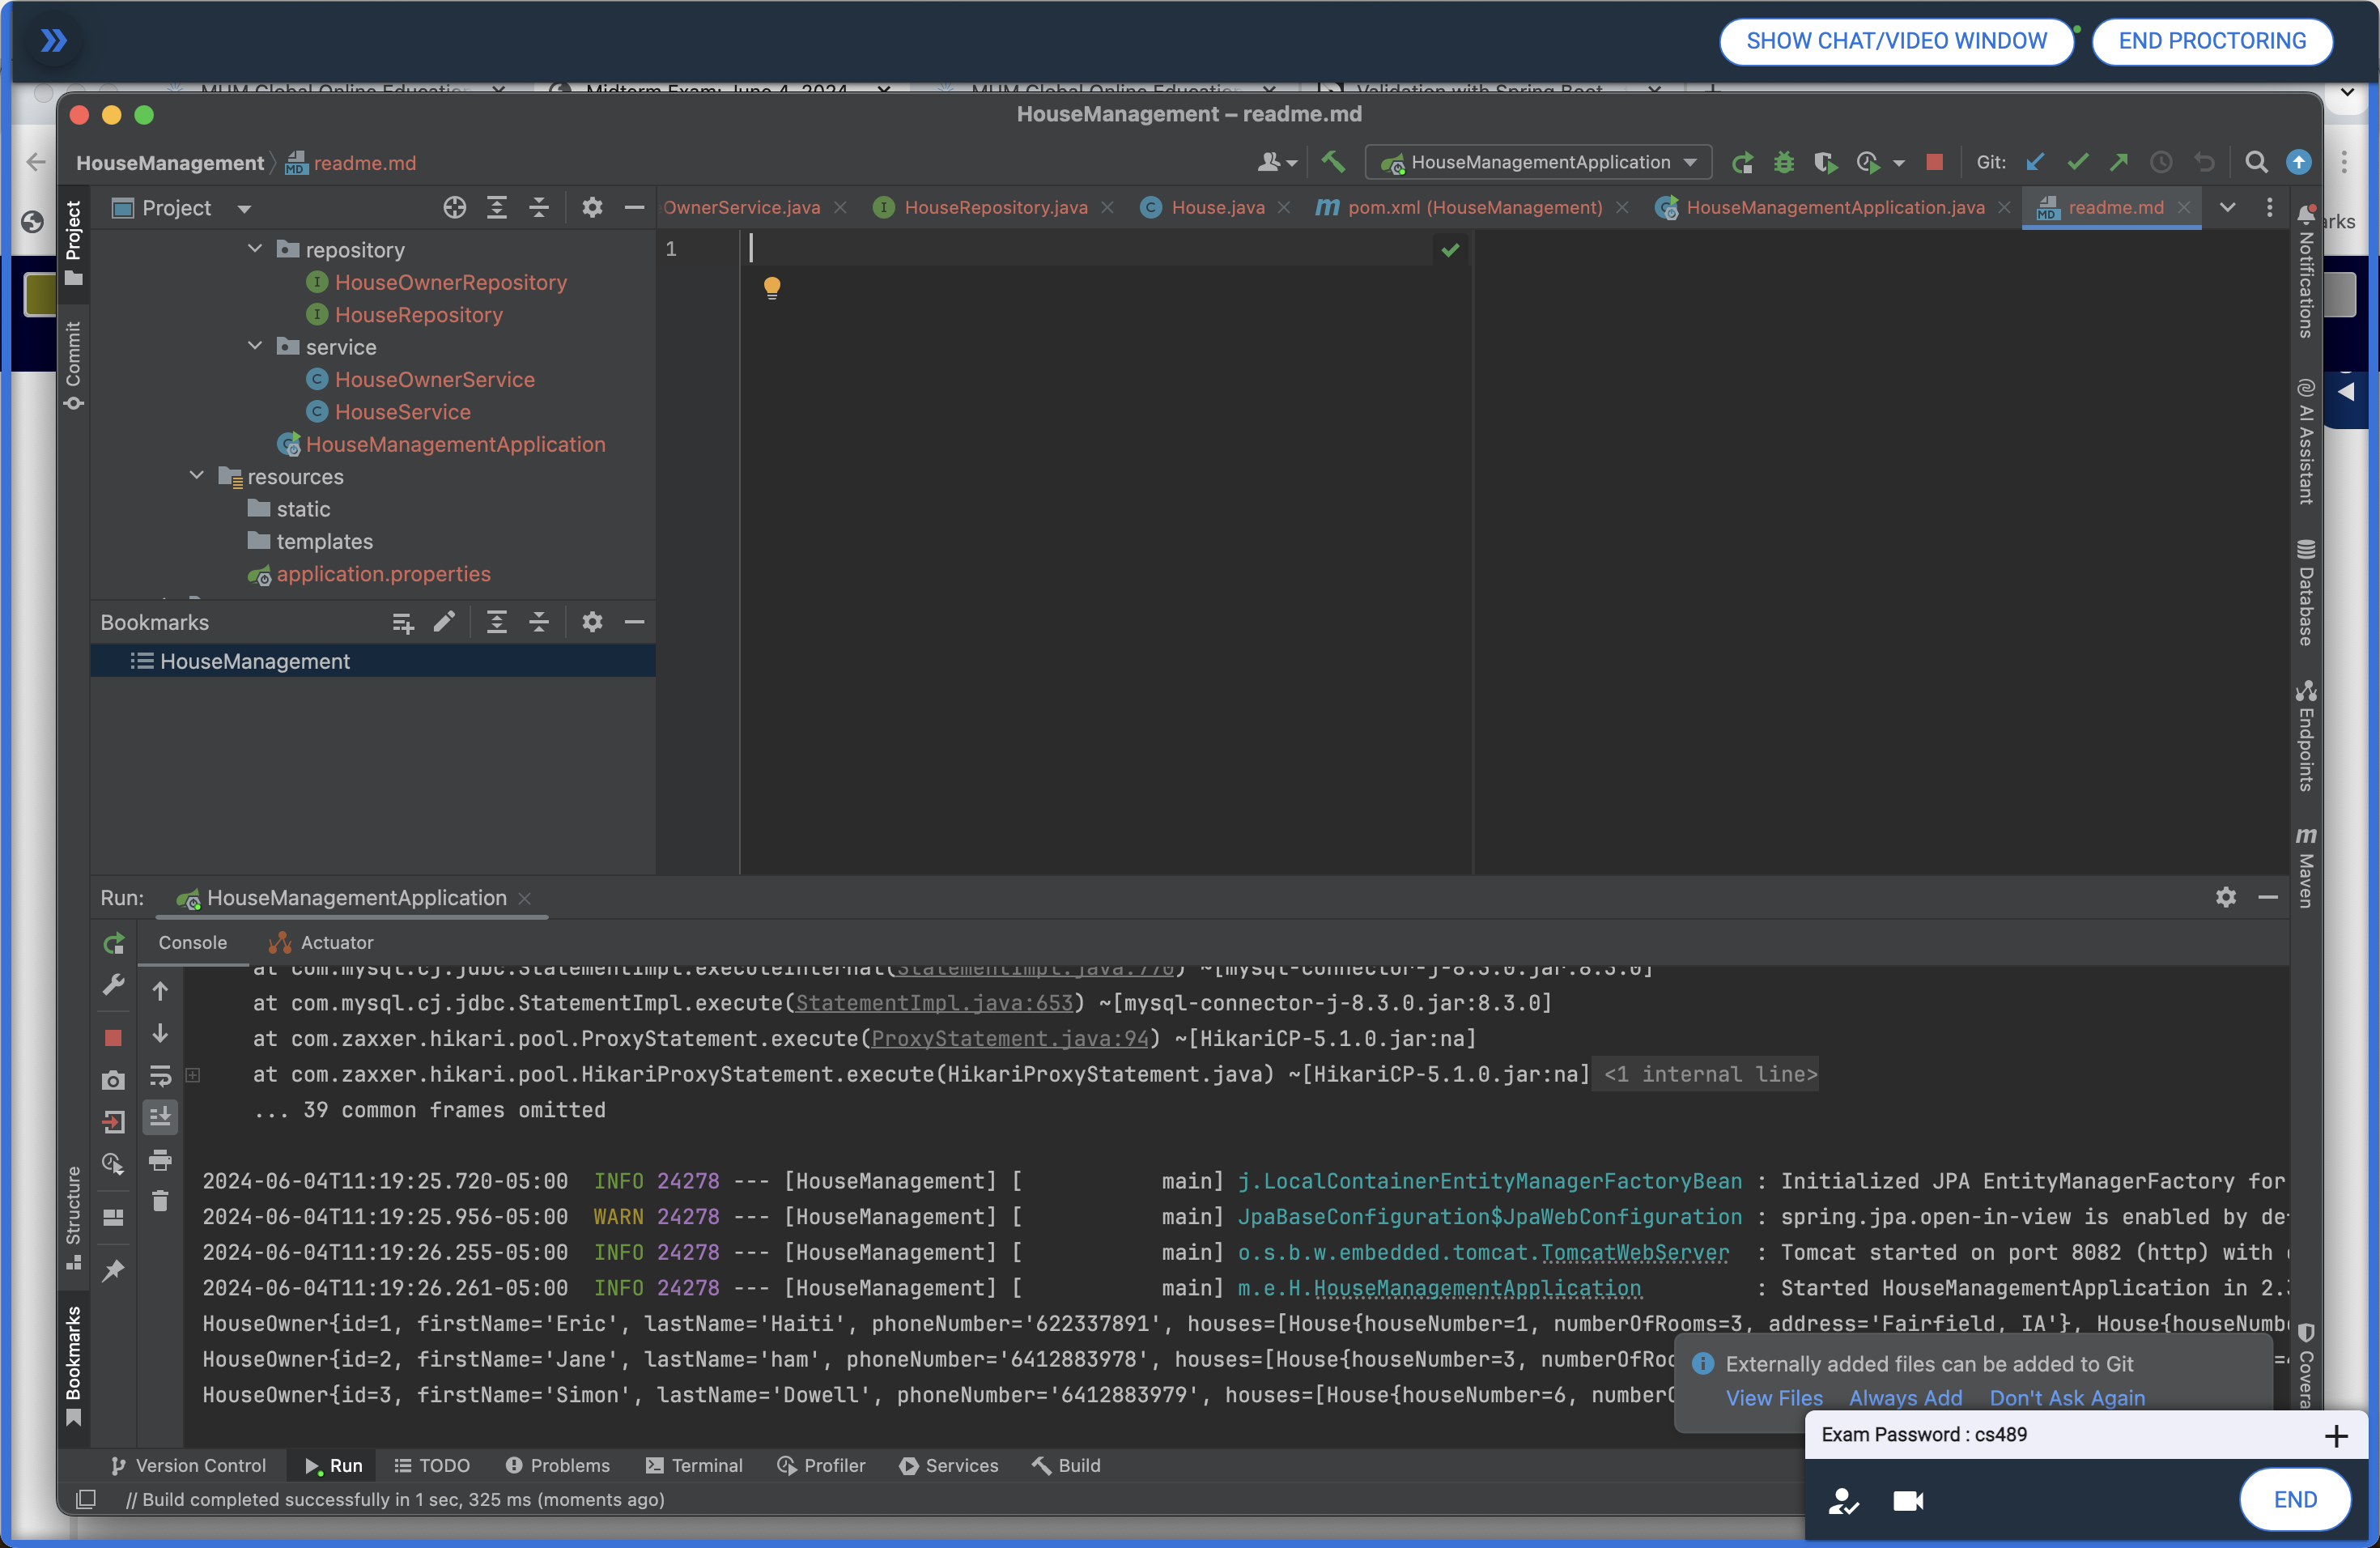 SHOW CHAT/VIDEO WINDOW
END PROCTORING
MUM Global Online Education
Midterm Exam: June 4, 2024
MUM Global Online Education
Validation with Spring Boot
HouseManagement – readme.md
HouseManagement
readme.md
HouseManagementApplication
Git:
Project
OwnerService.java
HouseRepository.java
House.java
pom.xml (HouseManagement)
HouseManagementApplication.java
readme.md
rks
Project
Commit
Structure
Bookmarks
Notifications
AI Assistant
Database
Endpoints
Maven
Covera
repository
HouseOwnerRepository
HouseRepository
service
HouseOwnerService
HouseService
HouseManagementApplication
resources
static
templates
application.properties
1
Bookmarks
HouseManagement
Run:
HouseManagementApplication
Console
Actuator
at com.mysql.cj.jdbc.StatementImpl.executeInternal(StatementImpl.java:770) ~[mysql-connector-j-8.3.0.jar:8.3.0]
at com.mysql.cj.jdbc.StatementImpl.execute(StatementImpl.java:653) ~[mysql-connector-j-8.3.0.jar:8.3.0]
at com.zaxxer.hikari.pool.ProxyStatement.execute(ProxyStatement.java:94) ~[HikariCP-5.1.0.jar:na]
at com.zaxxer.hikari.pool.HikariProxyStatement.execute(HikariProxyStatement.java) ~[HikariCP-5.1.0.jar:na] <1 internal line>
... 39 common frames omitted
2024-06-04T11:19:25.720-05:00 INFO 24278 --- [HouseManagement] [ main] j.LocalContainerEntityManagerFactoryBean : Initialized JPA EntityManagerFactory for
2024-06-04T11:19:25.956-05:00 WARN 24278 --- [HouseManagement] [ main] JpaBaseConfiguration$JpaWebConfiguration : spring.jpa.open-in-view is enabled by de
2024-06-04T11:19:26.255-05:00 INFO 24278 --- [HouseManagement] [ main] o.s.b.w.embedded.tomcat.TomcatWebServer : Tomcat started on port 8082 (http) with
2024-06-04T11:19:26.261-05:00 INFO 24278 --- [HouseManagement] [ main] m.e.H.HouseManagementApplication : Started HouseManagementApplication in 2.
HouseOwner{id=1, firstName='Eric', lastName='Haiti', phoneNumber='622337891', houses=[House{houseNumber=1, numberOfRooms=3, address='Fairfield, IA'}, House{houseNumb
HouseOwner{id=2, firstName='Jane', lastName='ham', phoneNumber='6412883978', houses=[House{houseNumber=3, numberOfRoo
HouseOwner{id=3, firstName='Simon', lastName='Dowell', phoneNumber='6412883979', houses=[House{houseNumber=6, number
Externally added files can be added to Git
View Files Always Add Don't Ask Again
Exam Password : cs489
END
Version Control
Run
TODO
Problems
Terminal
Profiler
Services
Build
// Build completed successfully in 1 sec, 325 ms (moments ago)